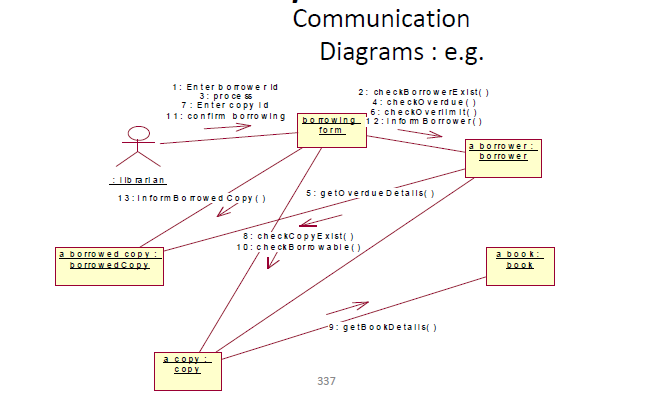 Communication
Diagrams : e.g.
1: Enter borrower id
3: process
7: Enter copy id
11: confirm borrowing
2: checkBorrowerExist()
4: checkOverdue()
6: checkOverlimit()
12: informBorrower()
borrowing
form
a borrower :
borrower
: librarian
13: informBorrowedCopy()
5: getOverdueDetails()
8: checkCopyExist()
10: checkBorrowable()
a borrowed copy :
borrowedCopy
a book:
book
9: getBookDetails()
a copy :
copy
337